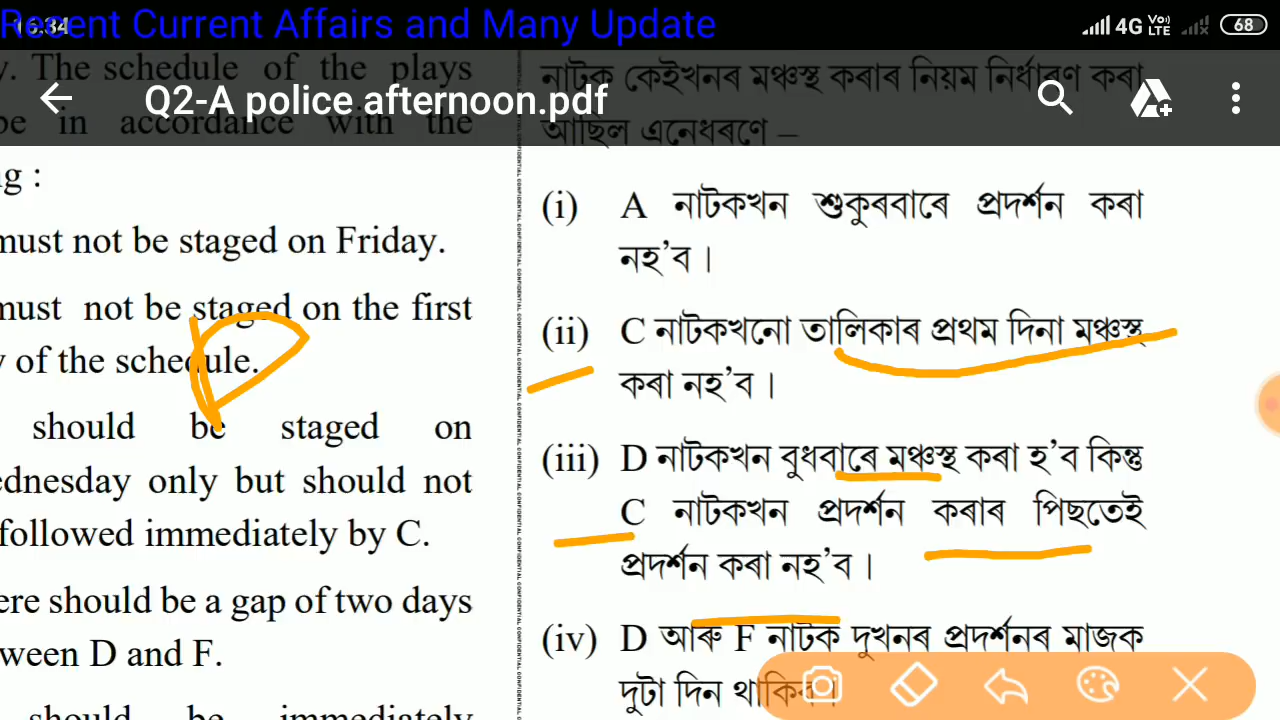 Recent Current Affairs and Many Update
4G Vo) LTE 68
Q2-A police afternoon.pdf
y. The schedule of the plays
be in accordance with the
ng :
must not be staged on Friday.
must not be staged on the first
y of the schedule.
should be staged on
ednesday only but should not
followed immediately by C.
ere should be a gap of two days
ween D and F.
should be immediately
নাটক কেইখনৰ মঞ্চস্থ কৰাৰ নিয়ম নিৰ্ধাৰণ কৰা
আছিল এনেধৰণে –
(i) A নাটকখন শুকুৰবাৰে প্ৰদৰ্শন কৰা
নহ’ব ।
(ii) C নাটকখনো তালিকাৰ প্ৰথম দিনা মঞ্চস্থ
কৰা নহ’ব ।
(iii) D নাটকখন বুধবাৰে মঞ্চস্থ কৰা হ’ব কিন্তু
C নাটকখন প্ৰদৰ্শন কৰাৰ পিছতেই
প্ৰদৰ্শন কৰা নহ’ব ।
(iv) D আৰু F নাটক দুখনৰ প্ৰদৰ্শনৰ মাজক
দুটা দিন থাকিব ।